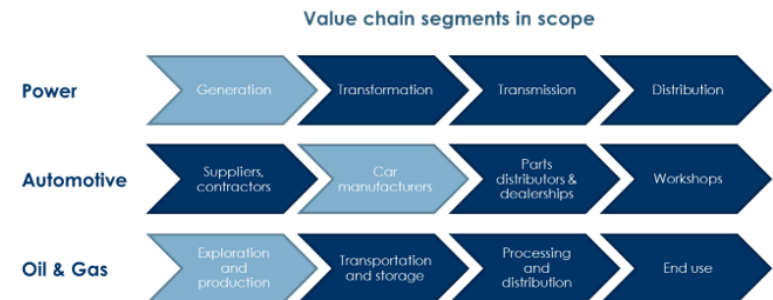 Value chain segments in scope
Power
Generation
Transformation
Transmission
Distribution
Automotive
Suppliers,
contractors
Car
manufacturers
Parts
distributors &
dealerships
Workshops
Oil & Gas
Exploration
and
production
Transportation
and storage
Processing
and
distribution
End use